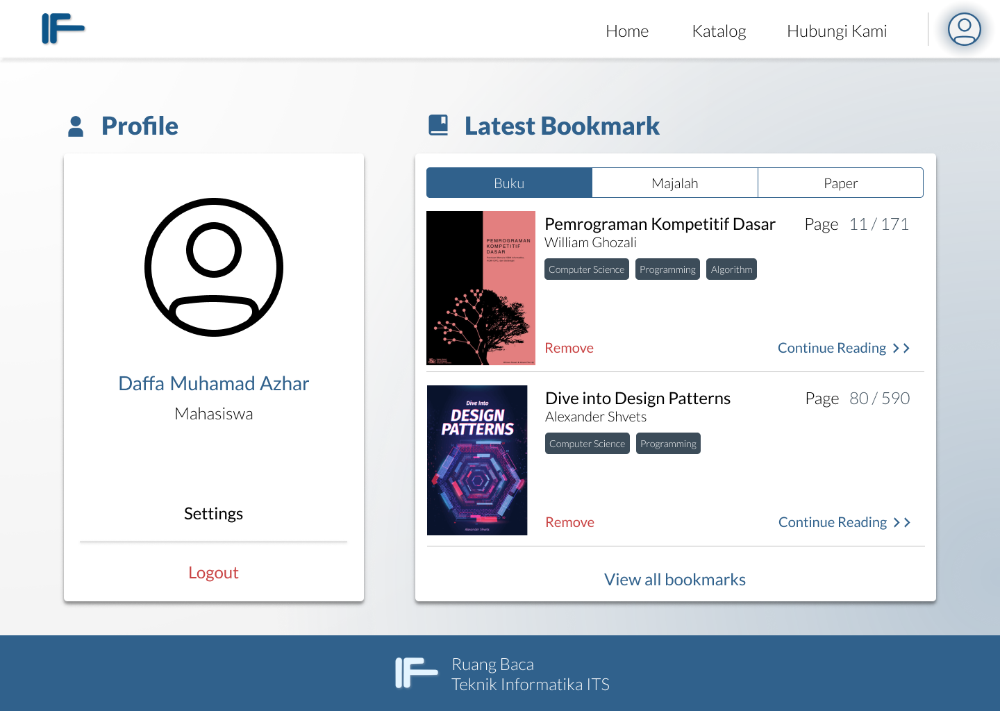 Home
Katalog
Hubungi Kami
Profile
Daffa Muhamad Azhar
Mahasiswa
Settings
Logout
Latest Bookmark
Buku
Majalah
Paper
PEMROGRAMAN
KOMPETITIF
DASAR
Pemrograman Kompetitif Dasar
Page 11 / 171
William Ghozali
Computer Science
Programming
Algorithm
Remove
Continue Reading
Dive Into
DESIGN
PATTERNS
Alexander Shvets
Dive into Design Patterns
Page 80 / 590
Alexander Shvets
Computer Science
Programming
Remove
Continue Reading
View all bookmarks
Ruang Baca
Teknik Informatika ITS